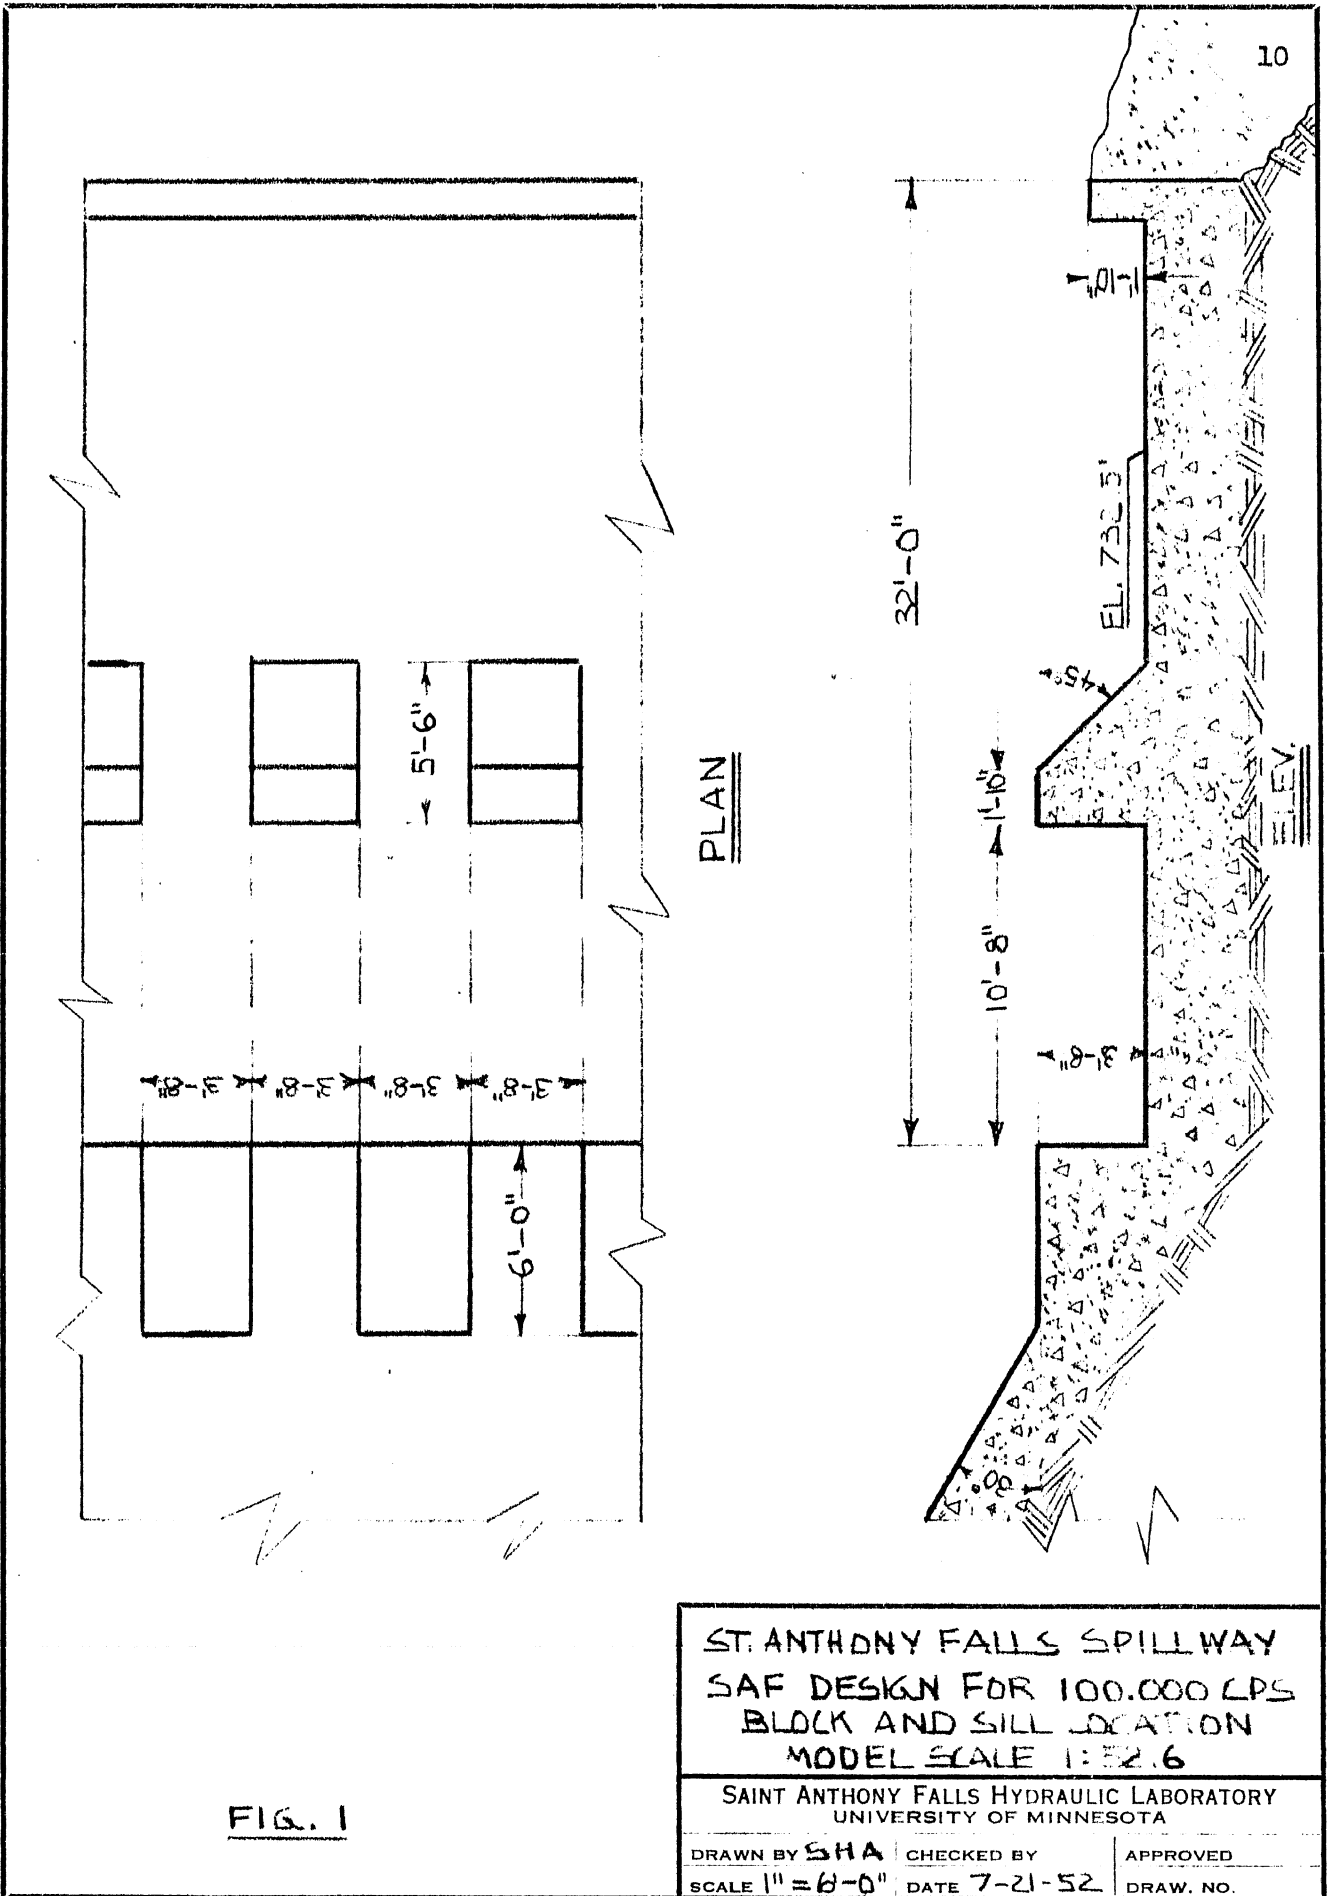 10
1'-10"
32'-0"
EL. 732.5'
45°
5'-6"
PLAN
1'-10"
ELEV.
10'-8"
3'-8"
3'-8" 3'-8" 3'-8" 3'-8"
6'-0"
30°
ST. ANTHONY FALLS SPILLWAY
SAF DESIGN FOR 100.000 CPS
BLOCK AND SILL LOCATION
MODEL SCALE 1:52.6
SAINT ANTHONY FALLS HYDRAULIC LABORATORY
UNIVERSITY OF MINNESOTA
DRAWN BY SHA CHECKED BY APPROVED
SCALE 1" = 6'-0" DATE 7-21-52 DRAW. NO.
FIG. 1